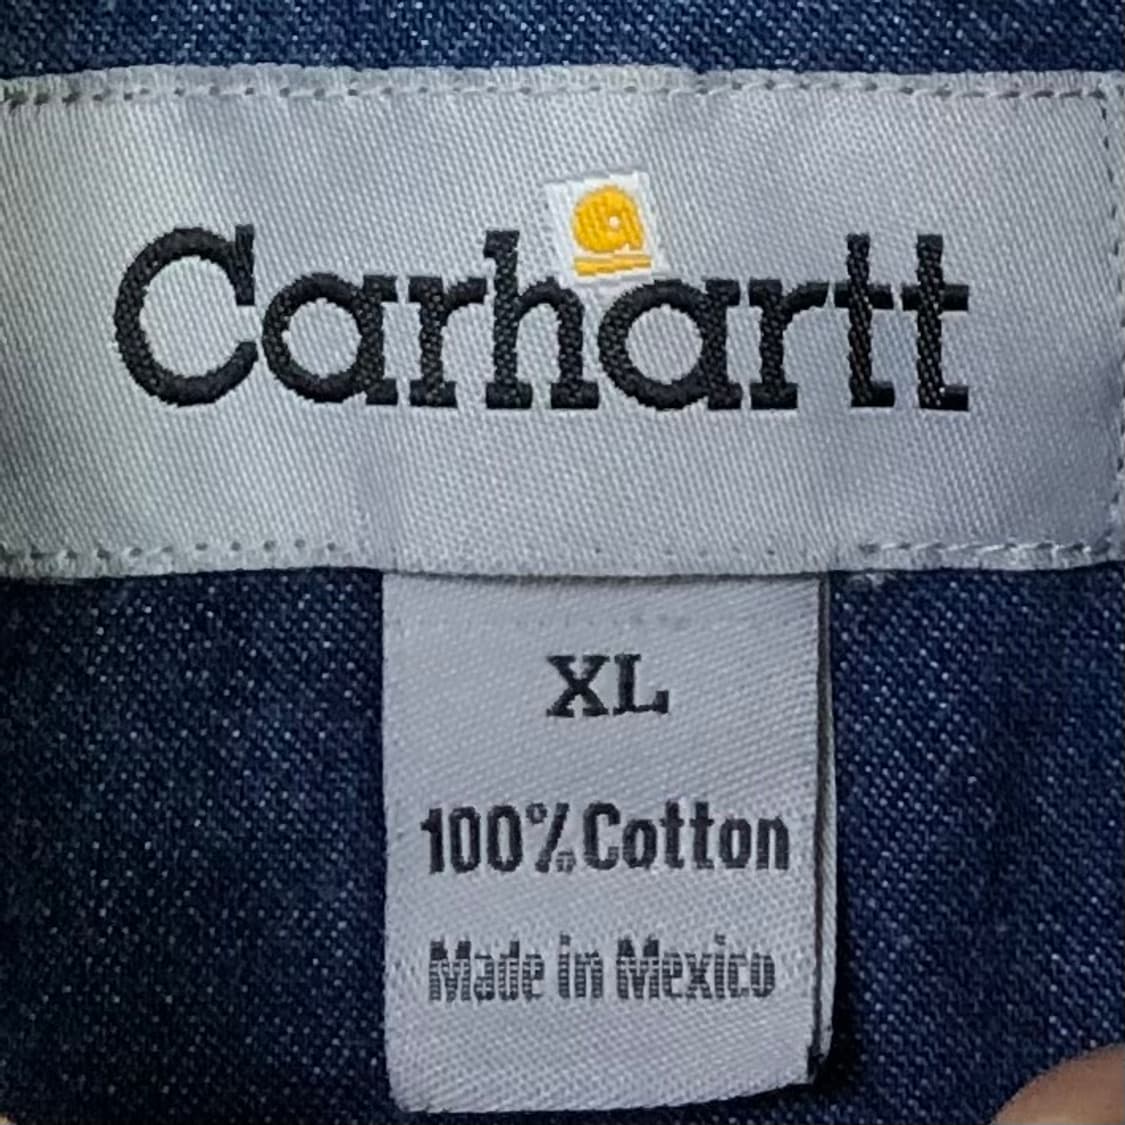 Carhartt
XL
100% Cotton
Made in Mexico